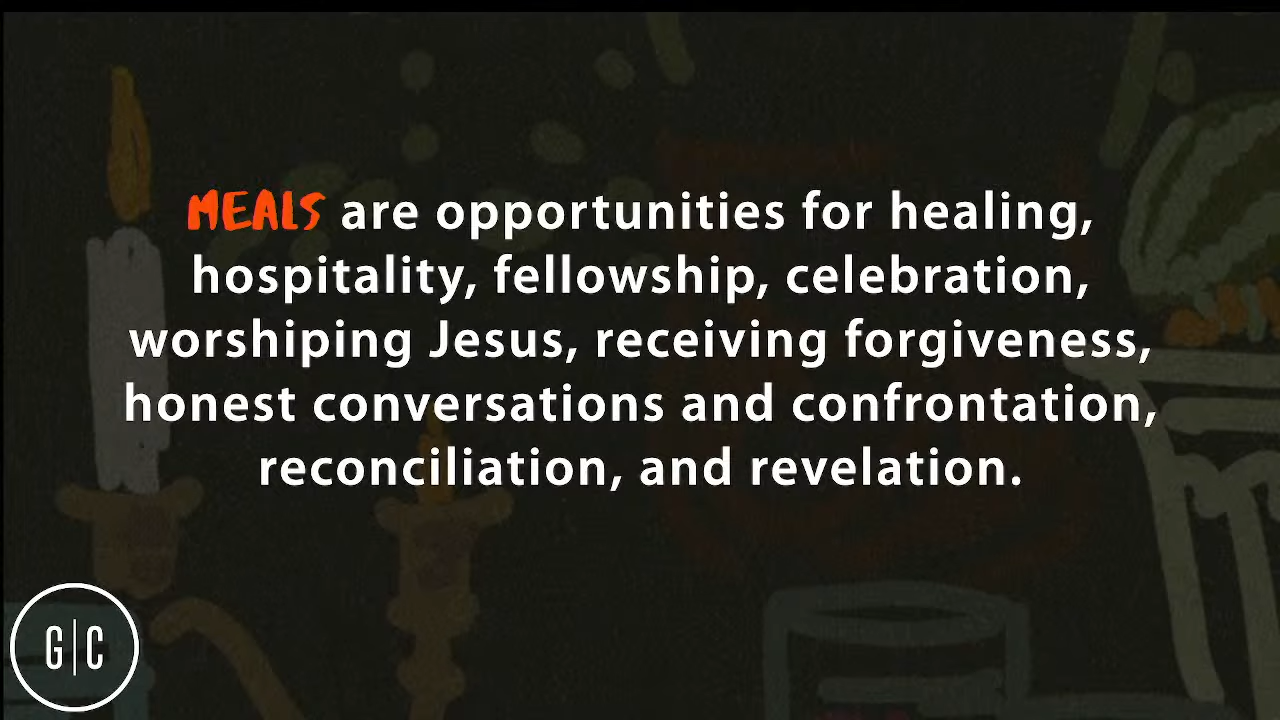 MEALS are opportunities for healing,
hospitality, fellowship, celebration,
worshiping Jesus, receiving forgiveness,
honest conversations and confrontation,
reconciliation, and revelation.
G|C